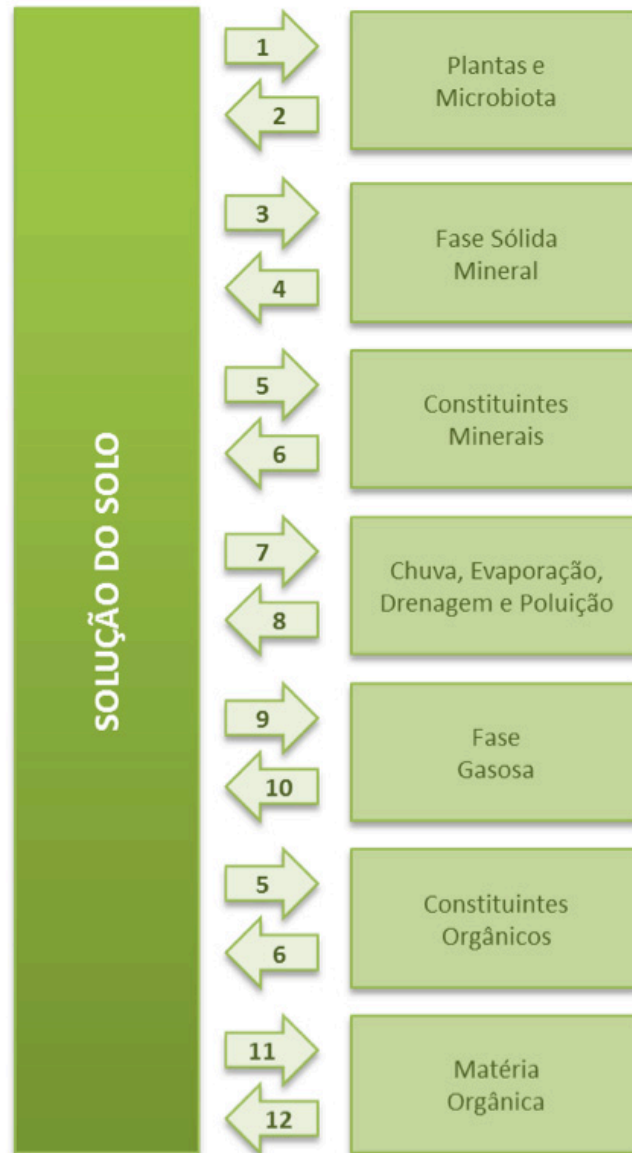 SOLUÇÃO DO SOLO
1
Plantas e
Microbiota
2
3
Fase Sólida
Mineral
4
5
Constituintes
Minerais
6
7
Chuva, Evaporação,
Drenagem e Poluição
8
9
Fase
Gasosa
10
5
Constituintes
Orgânicos
6
11
Matéria
Orgânica
12